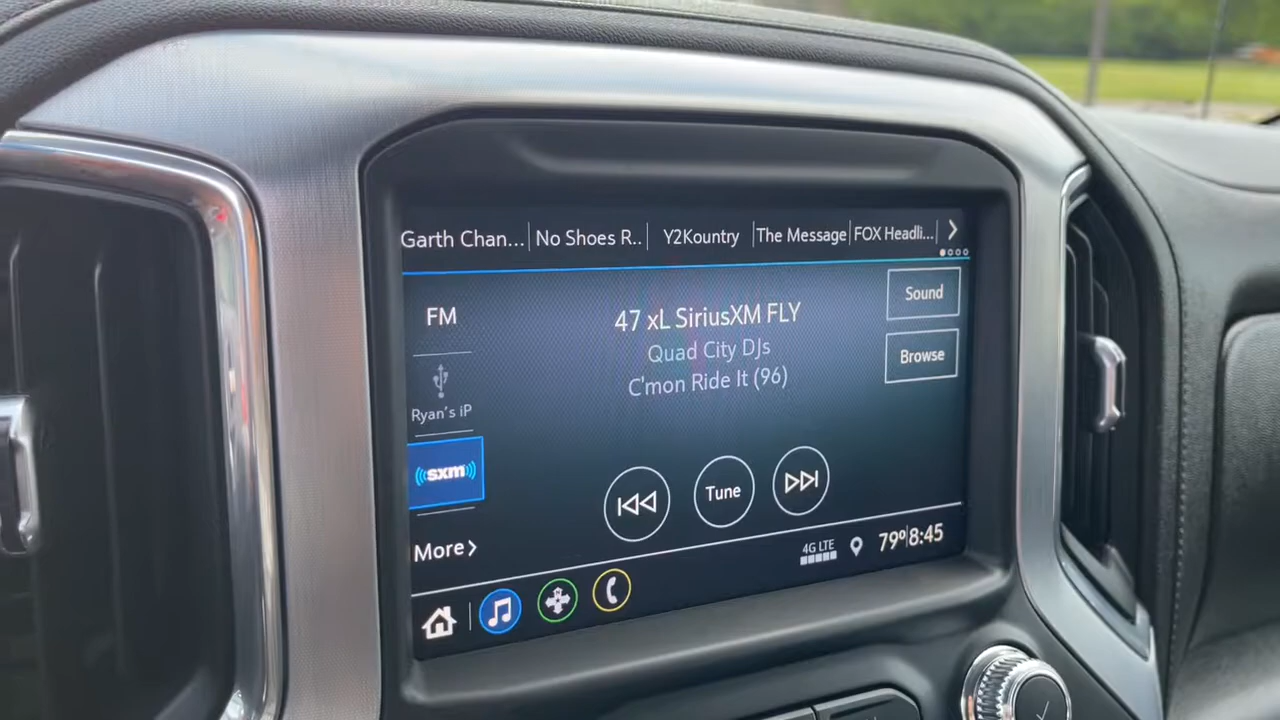 Garth Chan... No Shoes R.. Y2Kountry The Message FOX Headli...
FM
Sound
47 xL SiriusXM FLY
Quad City DJs
Browse
C'mon Ride It (96)
Ryan's iP
sxm
Tune
More
4G LTE
79° 8:45